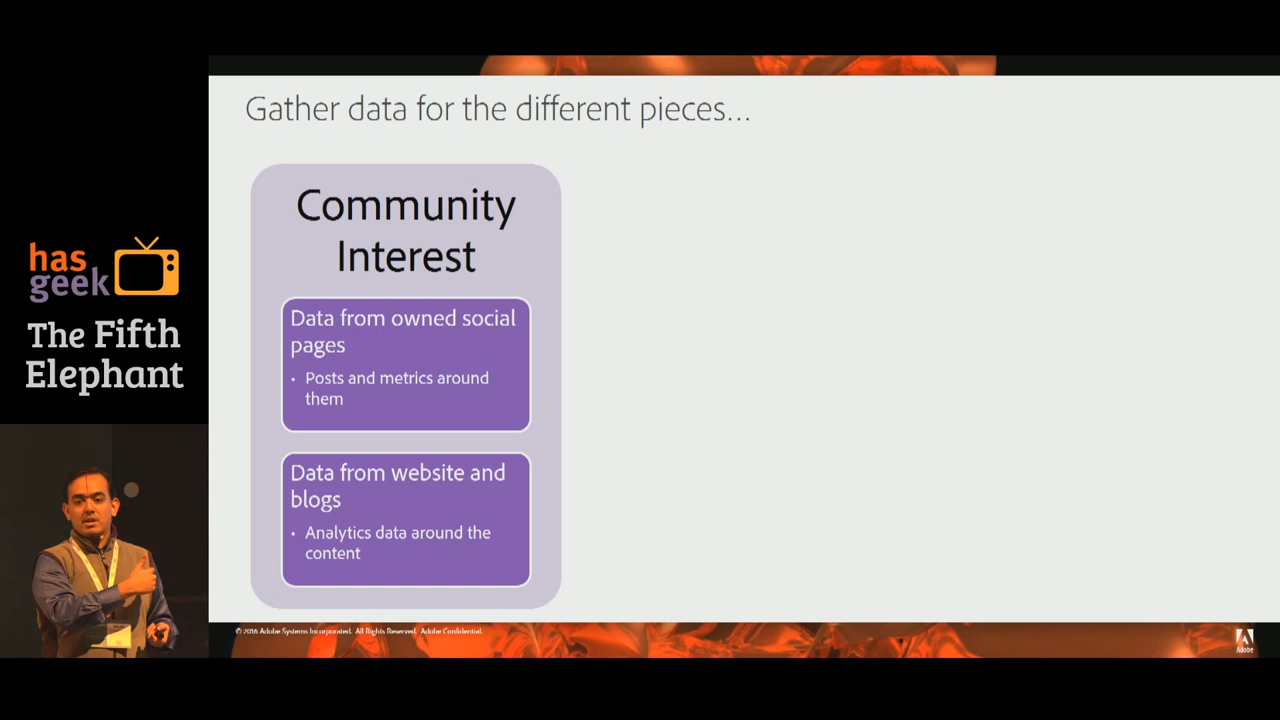 Gather data for the different pieces...
Community
Interest
Data from owned social
pages
• Posts and metrics around
them
Data from website and
blogs
• Analytics data around the
content
has
geek
The Fifth
Elephant
© 2016 Adobe Systems Incorporated. All Rights Reserved. Adobe Confidential.
Adobe